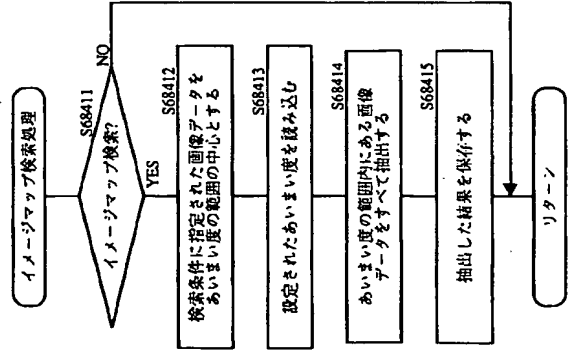 イメージマップ検索処理
S68411
イメージマップ検索?
NO
YES
S68412
検索条件に指定された画像データを
あいまい度の範囲の中心とする
S68413
設定されたあいまい度を読み込む
S68414
あいまい度の範囲内にある画像
データをすべて抽出する
S68415
抽出した結果を保存する
リターン